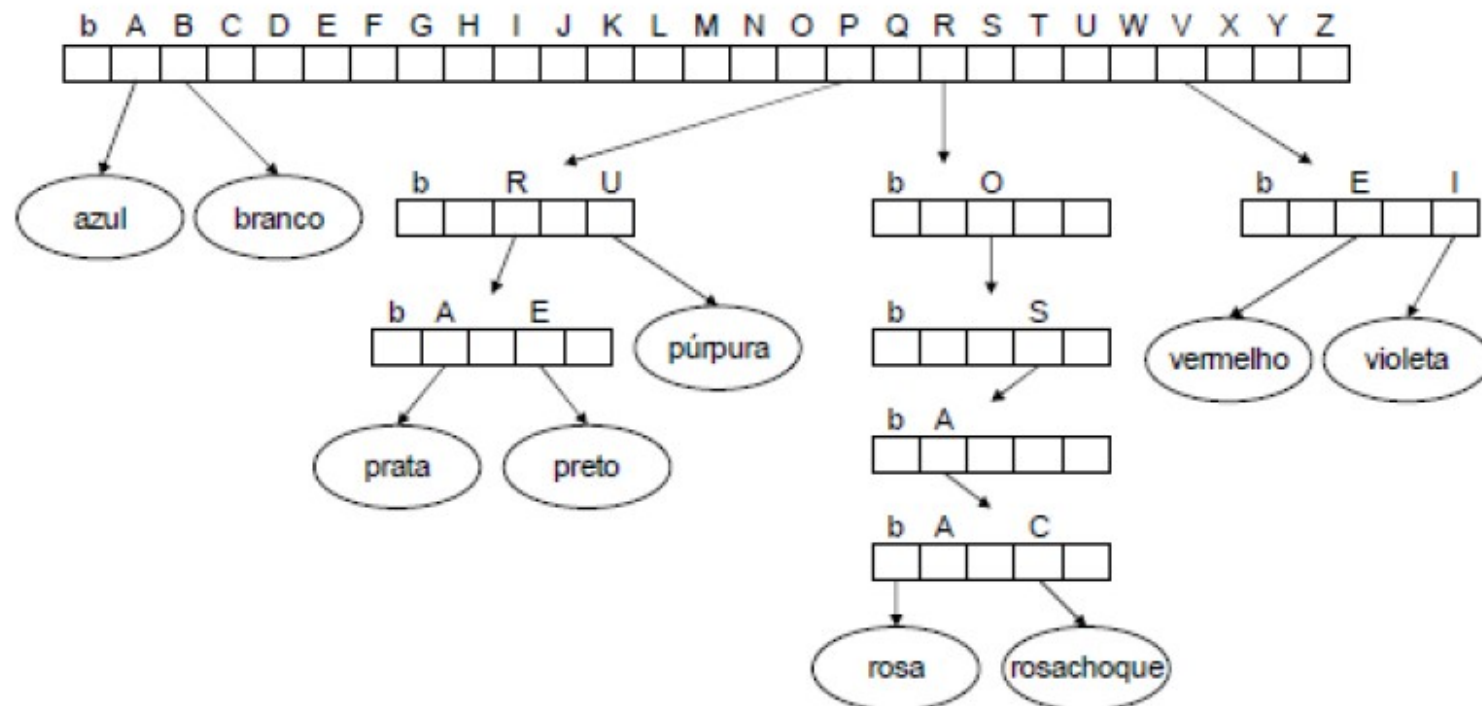 b A B C D E F G H I J K L M N O P Q R S T U W V X Y Z
azul branco
b R U
b O
b E I
b A E
púrpura
b S
vermelho violeta
prata preto
b A
b A C
rosa rosachoque